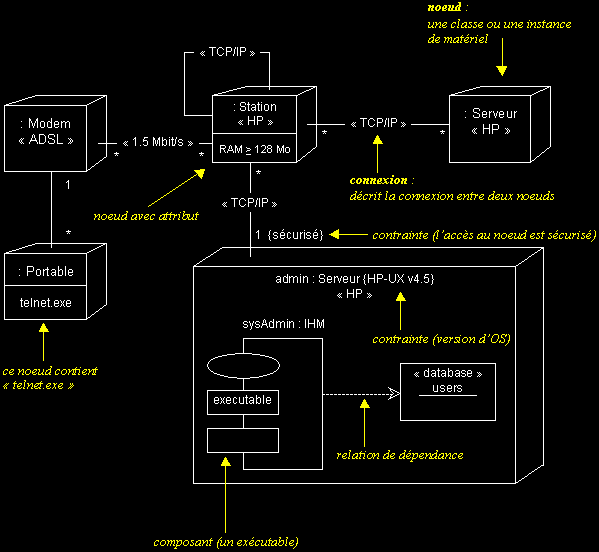 noeud :
une classe ou une instance
de matériel
« TCP/IP »
: Modem
« ADSL »
« 1.5 Mbit/s »
*
*
: Station
« HP »
RAM ≥ 128 Mo
*
« TCP/IP »
*
: Serveur
« HP »
1
*
noeud avec attribut
connexion :
décrit la connexion entre deux noeuds
*
« TCP/IP »
1 {sécurisé}
contrainte (l'accès au noeud est sécurisé)
: Portable
telnet.exe
ce noeud contient
« telnet.exe »
admin : Serveur {HP-UX v4.5}
« HP »
contrainte (version d'OS)
sysAdmin : IHM
executable
« database »
users
relation de dépendance
composant (un exécutable)